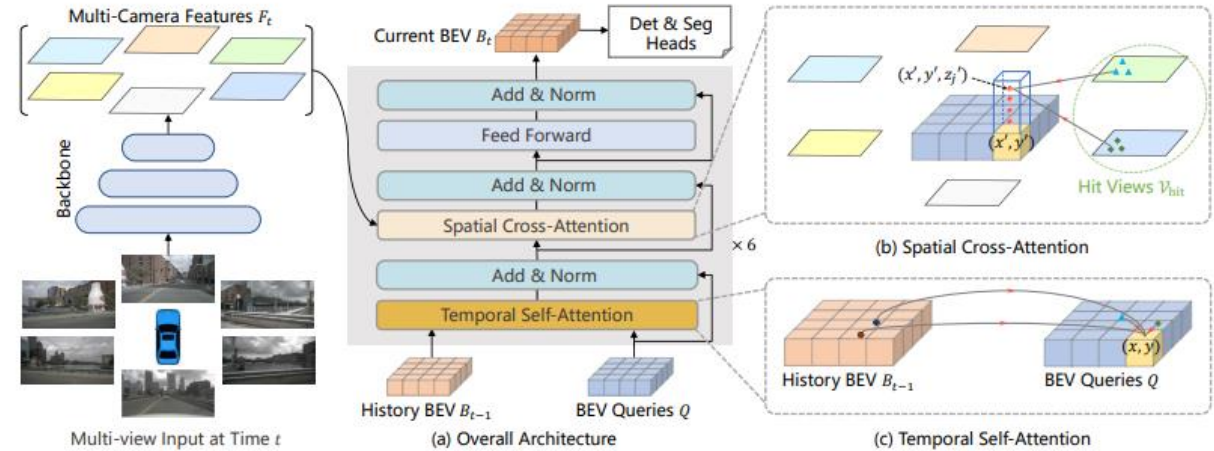 Multi-Camera Features F_t
Backbone
Multi-view Input at Time t
Current BEV B_t
Det & Seg
Heads
Add & Norm
Feed Forward
Add & Norm
Spatial Cross-Attention
Add & Norm
Temporal Self-Attention
× 6
History BEV B_{t−1}
BEV Queries Q
(a) Overall Architecture
(x′, y′, z_j′)
(x′, y′)
Hit Views 𝒱_hit
(b) Spatial Cross-Attention
(x, y)
History BEV B_{t−1}
BEV Queries Q
(c) Temporal Self-Attention